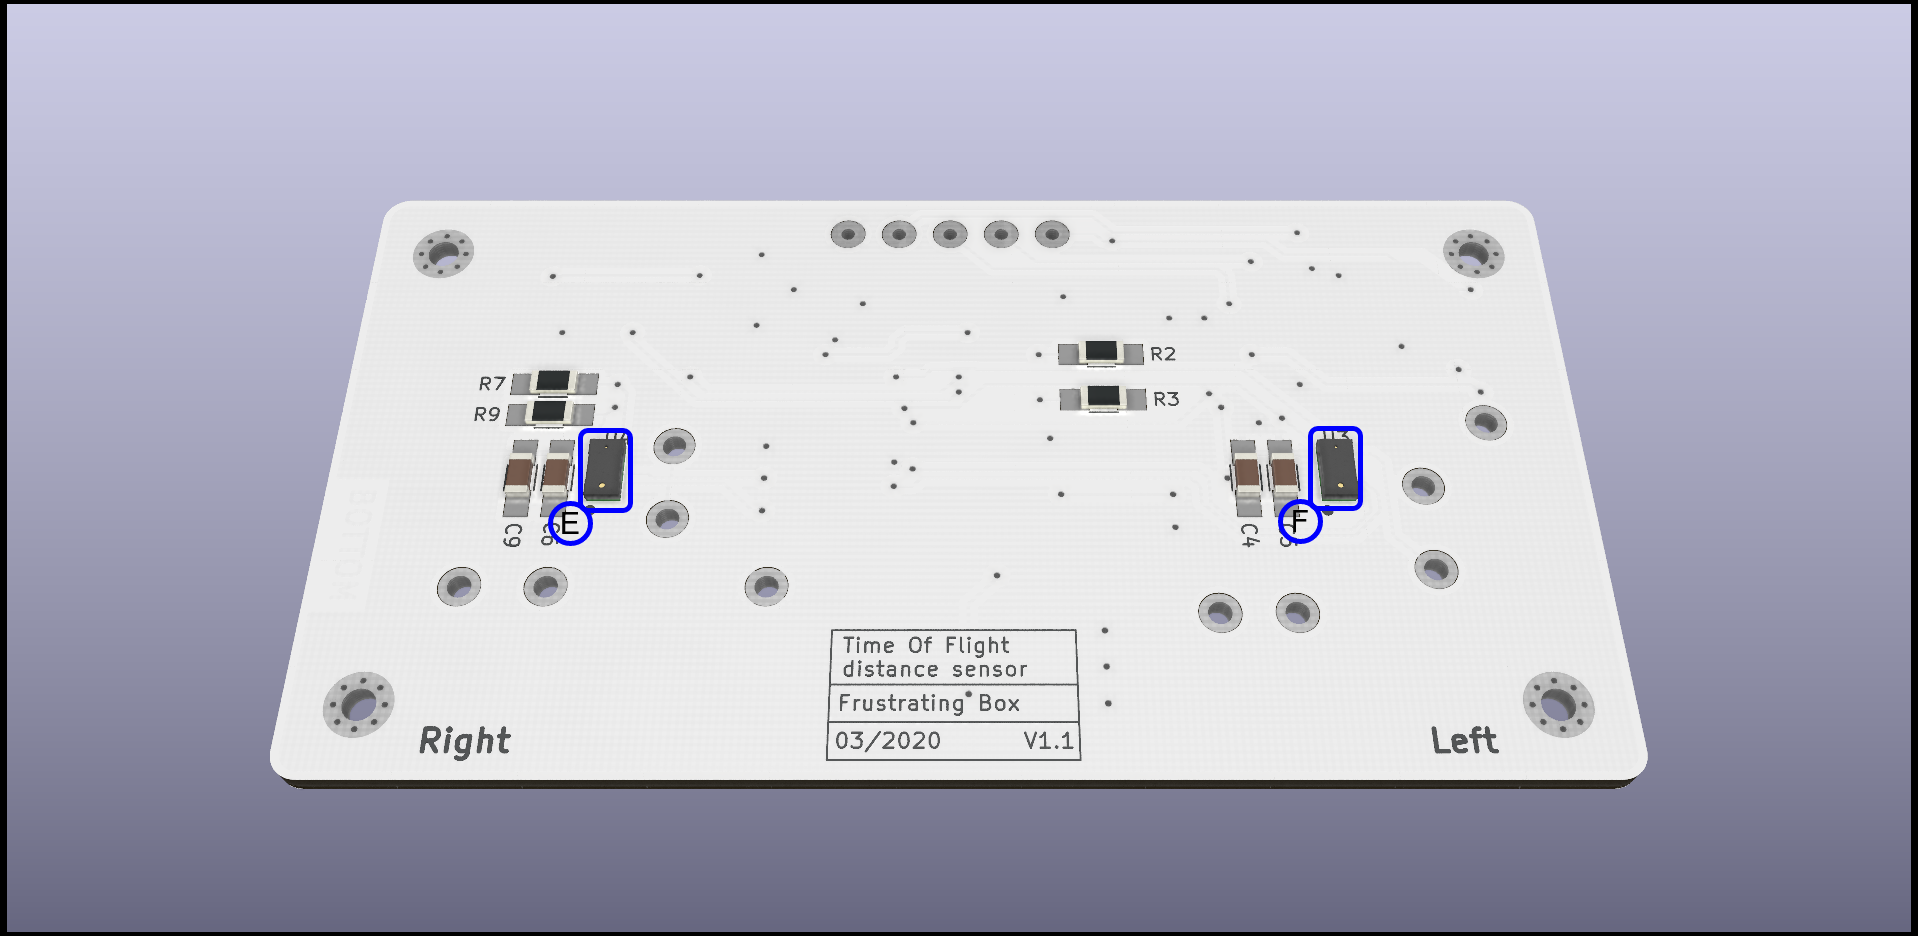 R2
R7
R3
R9
E
F
C9
C4
Time Of Flight
distance sensor
Frustrating Box
03/2020 V1.1
Right
Left
BOTTOM